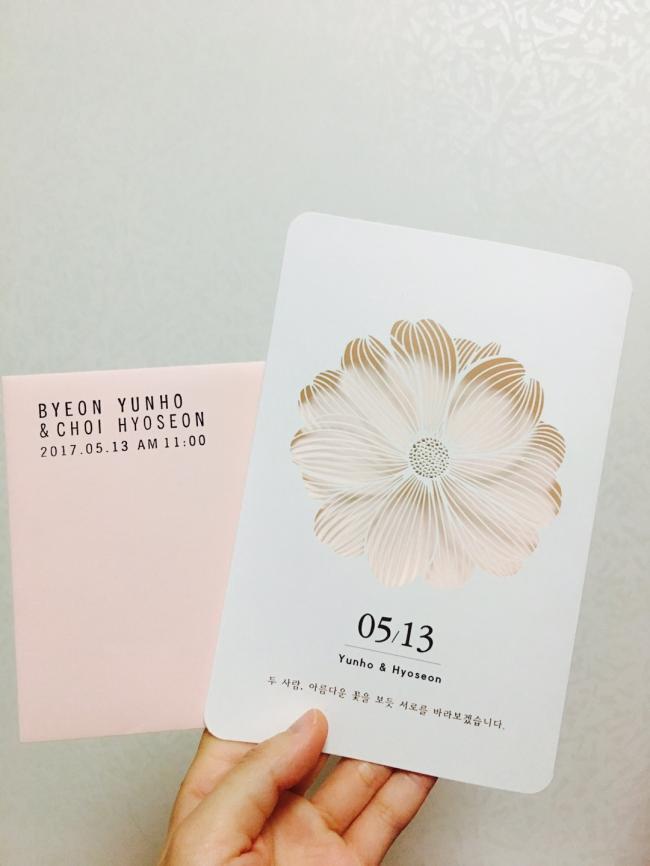 BYEON YUNHO
& CHOI HYOSEON
2017.05.13 AM 11:00
05/13
Yunho & Hyoseon
두 사람, 아름다운 꽃을 보듯 서로를 바라보겠습니다.